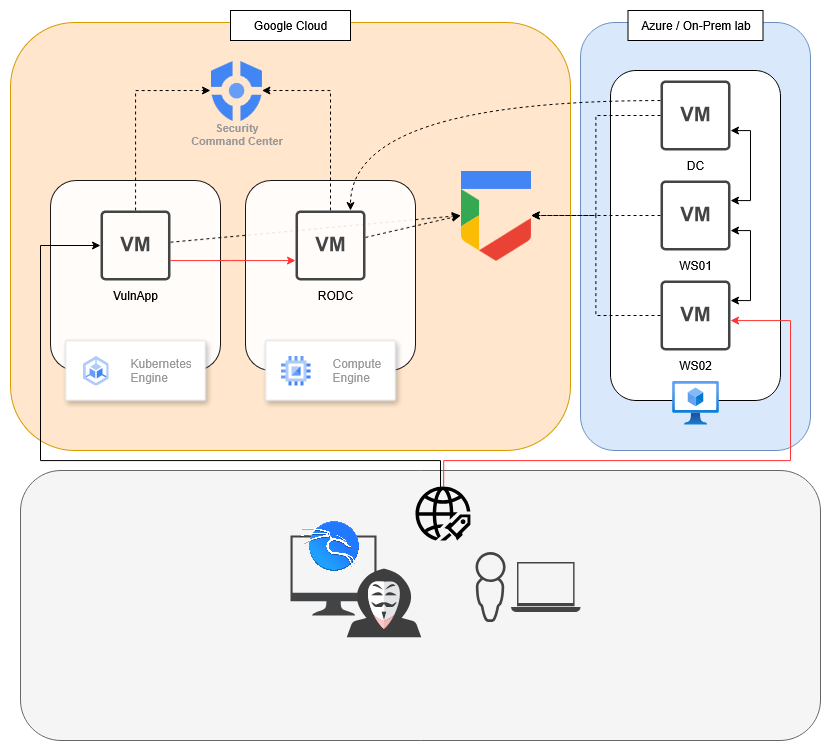 Google Cloud
Azure / On-Prem lab
Security
Command Center
VM
DC
VM
WS01
VM
WS02
VM
VulnApp
VM
RODC
Kubernetes
Engine
Compute
Engine